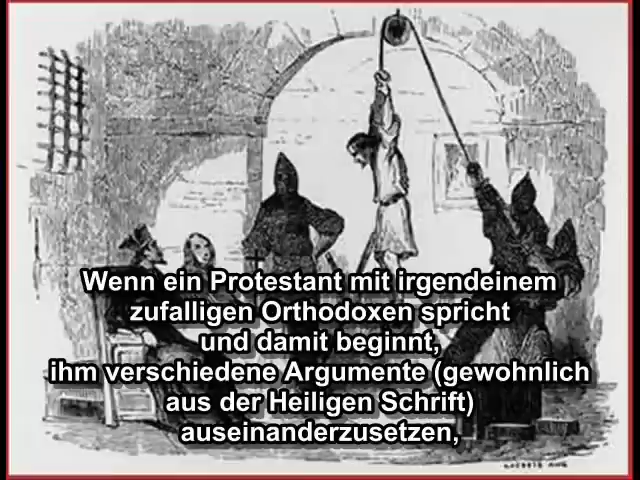 Wenn ein Protestant mit irgendeinem
zufalligen Orthodoxen spricht
und damit beginnt,
ihm verschiedene Argumente (gewohnlich
aus der Heiligen Schrift)
auseinanderzusetzen,